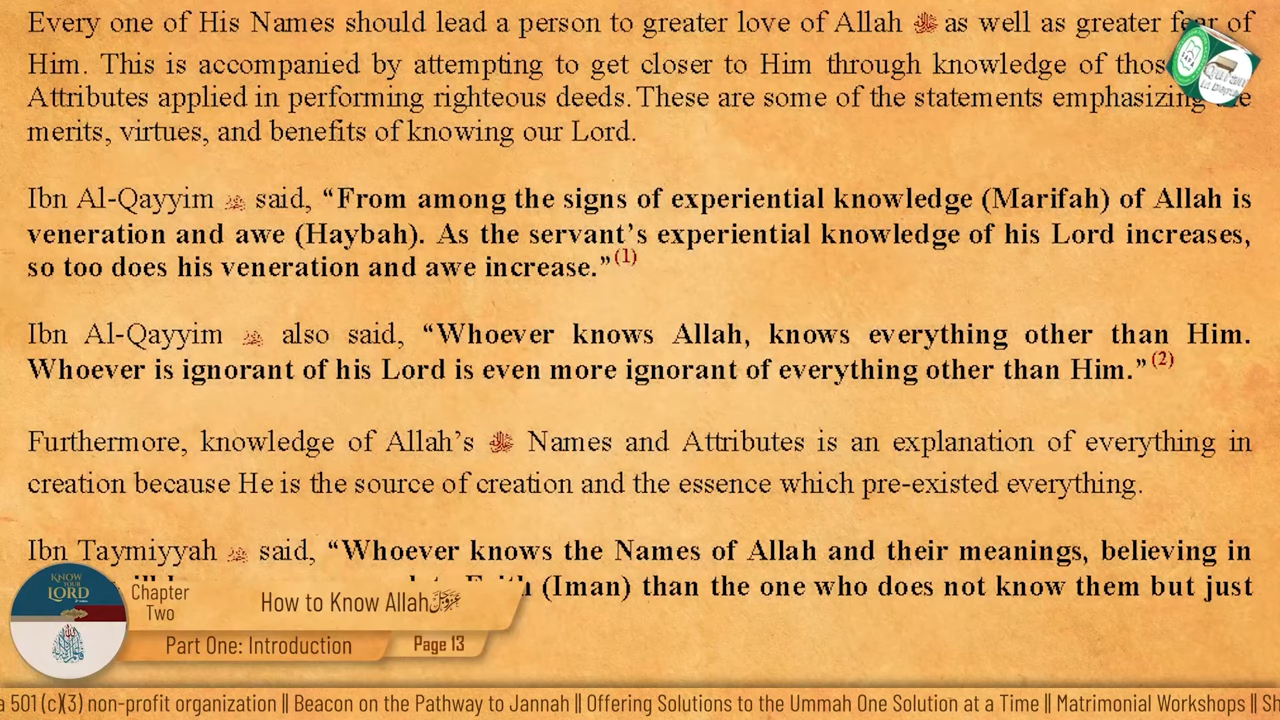 Every one of His Names should lead a person to greater love of Allah ﷻ as well as greater fear of
Him. This is accompanied by attempting to get closer to Him through knowledge of
Attributes applied in performing righteous deeds. These are some of the statements emphasizing
merits, virtues, and benefits of knowing our Lord.
Ibn Al-Qayyim said, “From among the signs of experiential knowledge (Marifah) of Allah is
veneration and awe (Haybah). As the servant’s experiential knowledge of his Lord increases,
so too does his veneration and awe increase.”(1)
Ibn Al-Qayyim also said, “Whoever knows Allah, knows everything other than Him.
Whoever is ignorant of his Lord is even more ignorant of everything other than Him.”(2)
Furthermore, knowledge of Allah’s ﷻ Names and Attributes is an explanation of everything in
creation because He is the source of creation and the essence which pre-existed everything.
Ibn Taymiyyah said, “Whoever knows the Names of Allah and their meanings, believing in
(Iman) than the one who does not know them but just
KNOW
YOUR
LORD
Chapter
Two
How to Know Allah عز وجل
Part One: Introduction
Page 13
a 501 (c)(3) non-profit organization || Beacon on the Pathway to Jannah || Offering Solutions to the Ummah One Solution at a Time || Matrimonial Workshops || Sh